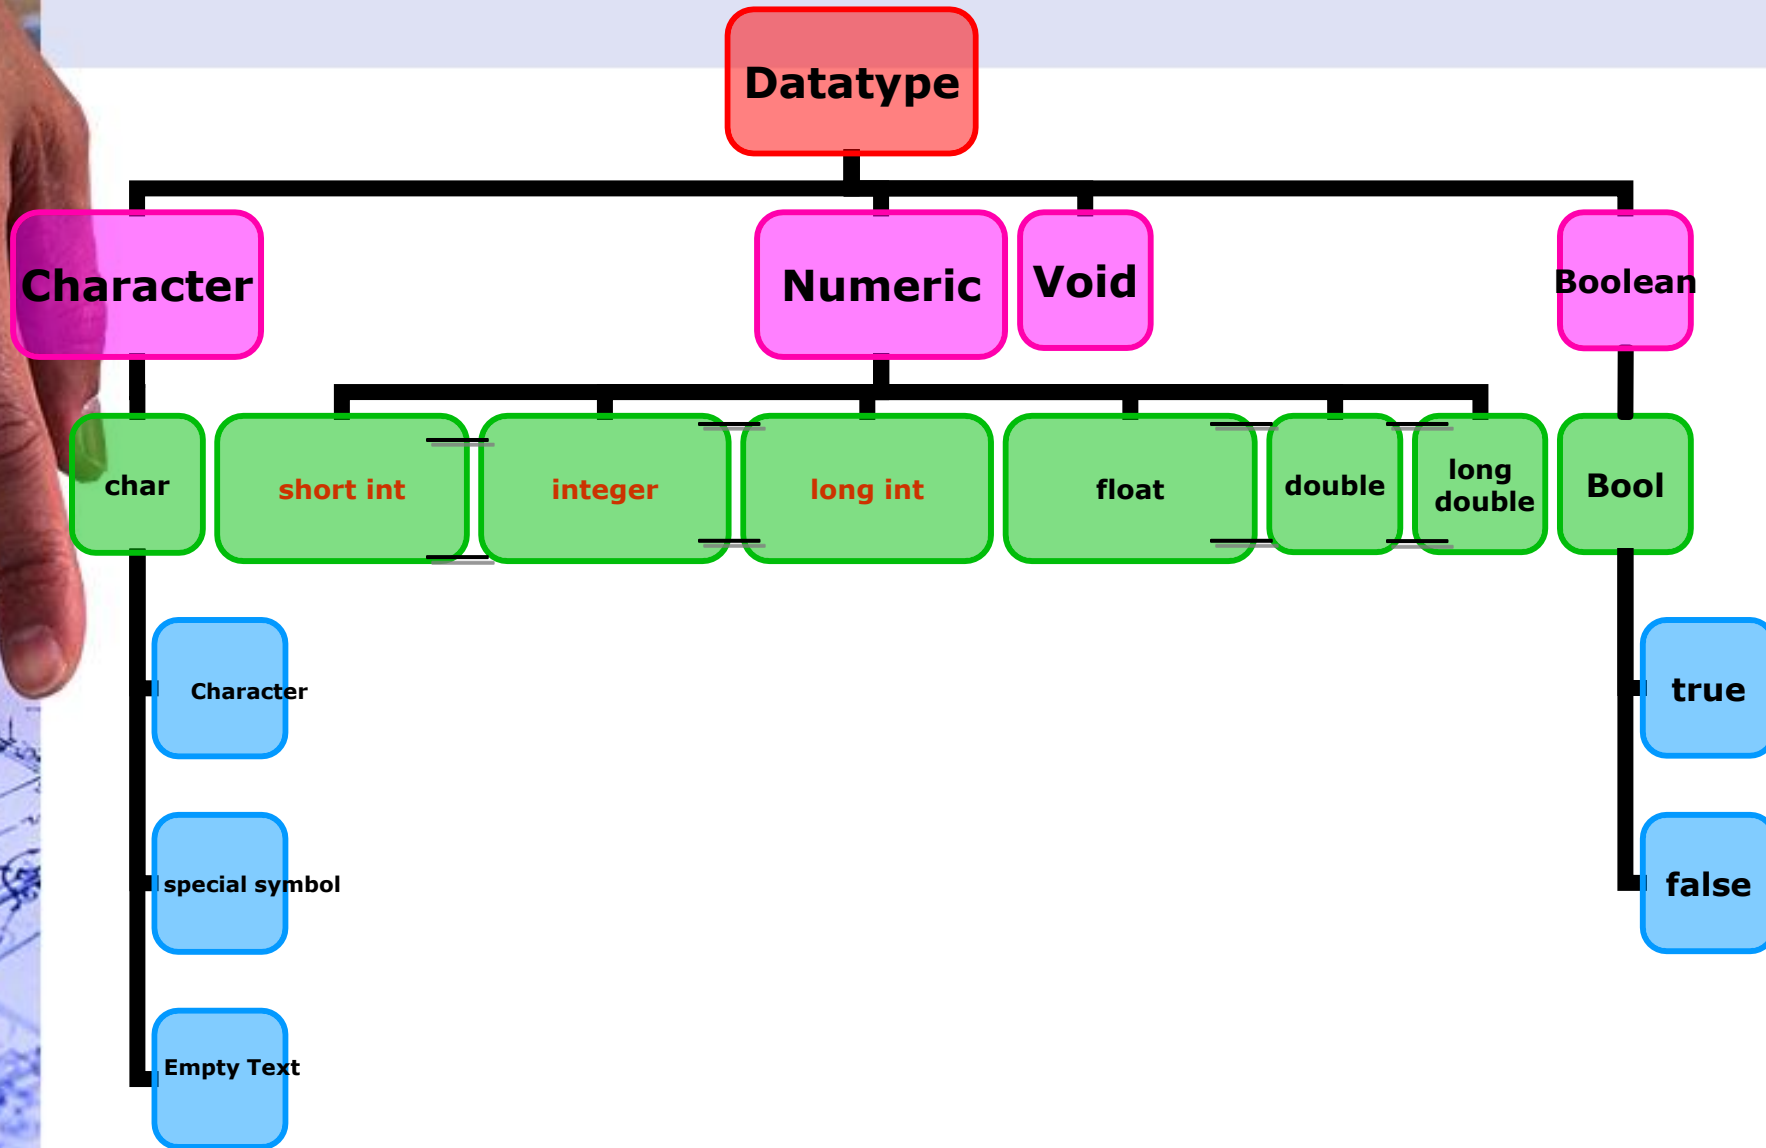 Datatype
Character
Numeric
Void
Boolean
char
short int
integer
long int
float
double
long
double
Bool
Character
true
special symbol
false
Empty Text